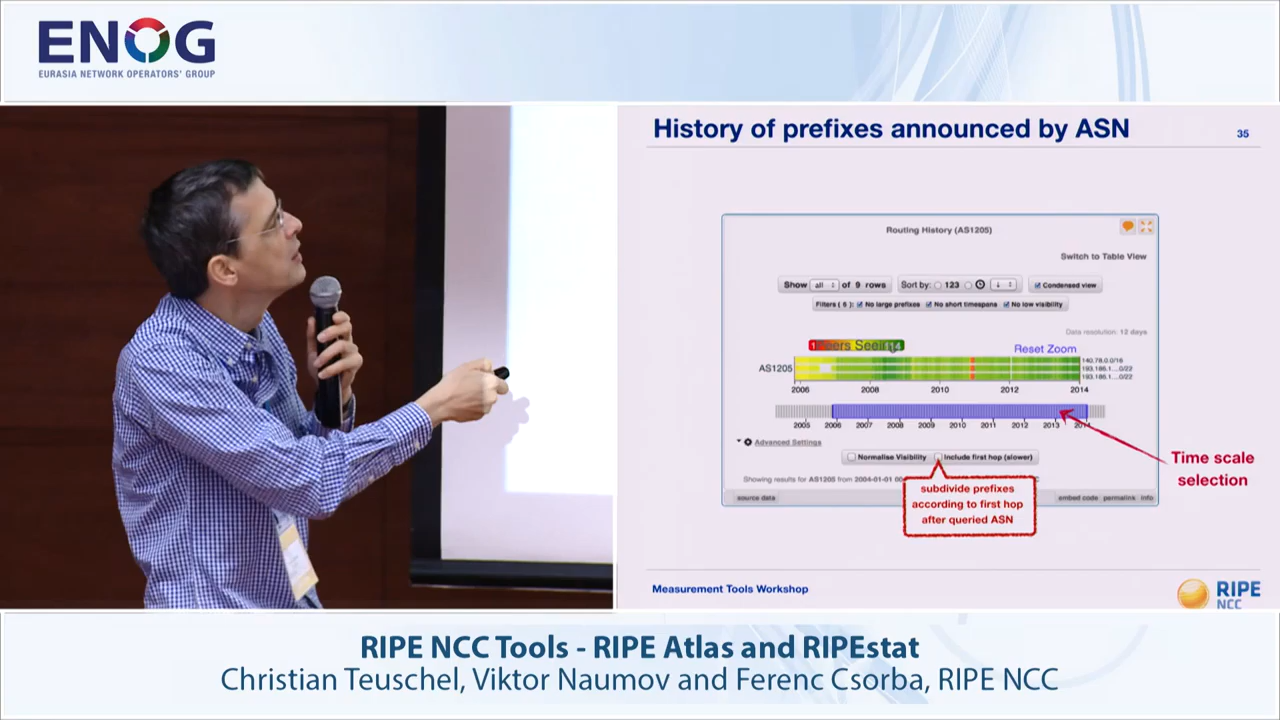 ENOG
EURASIA NETWORK OPERATORS' GROUP
History of prefixes announced by ASN
35
Routing History (AS1205)
Switch to Table View
Show all of 9 rows Sort by: 123 Condensed view
Filters ( 6 ): No large prefixes No short timespans No low visibility
Data resolution: 12 days
Peers Seeing 114
Reset Zoom
AS1205
140.78.0.0/16
193.186.1....0/22
193.186.1....0/22
2006 2008 2010 2012 2014
2005 2006 2007 2008 2009 2010 2011 2012 2013 2014
Advanced Settings
Normalise Visibility Include first hop (slower)
Time scale
selection
Showing results for AS1205 from 2004-01-01
subdivide prefixes
according to first hop
after queried ASN
source data
embed code permalink info
Measurement Tools Workshop
RIPE
NCC
RIPE NCC Tools - RIPE Atlas and RIPEstat
Christian Teuschel, Viktor Naumov and Ferenc Csorba, RIPE NCC